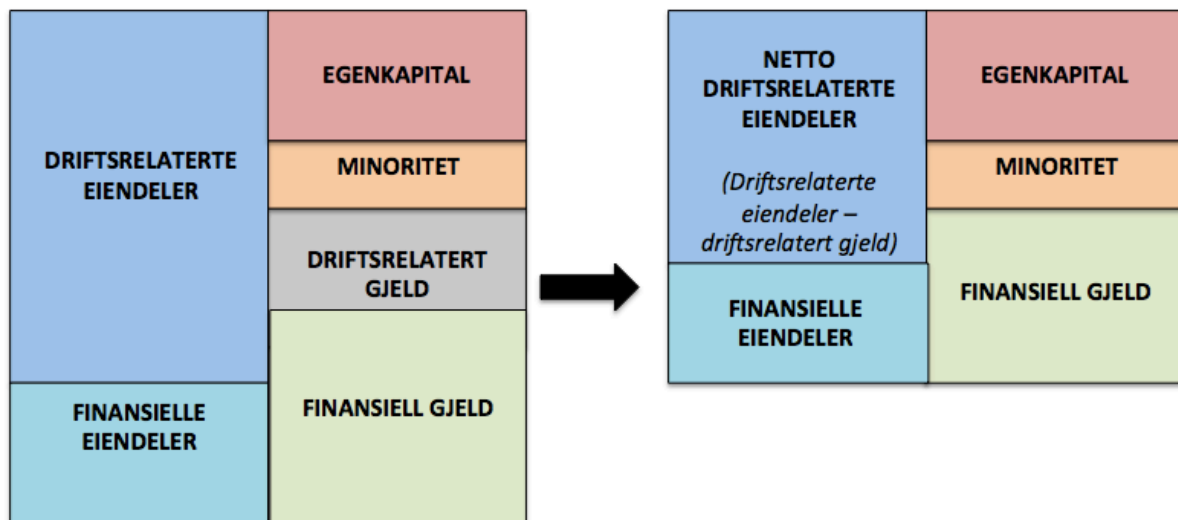 DRIFTSRELATERTE
EIENDELER
FINANSIELLE
EIENDELER
EGENKAPITAL
MINORITET
DRIFTSRELATERT
GJELD
FINANSIELL GJELD
NETTO
DRIFTSRELATERTE
EIENDELER
(Driftsrelaterte
eiendeler –
driftsrelatert gjeld)
FINANSIELLE
EIENDELER
EGENKAPITAL
MINORITET
FINANSIELL GJELD